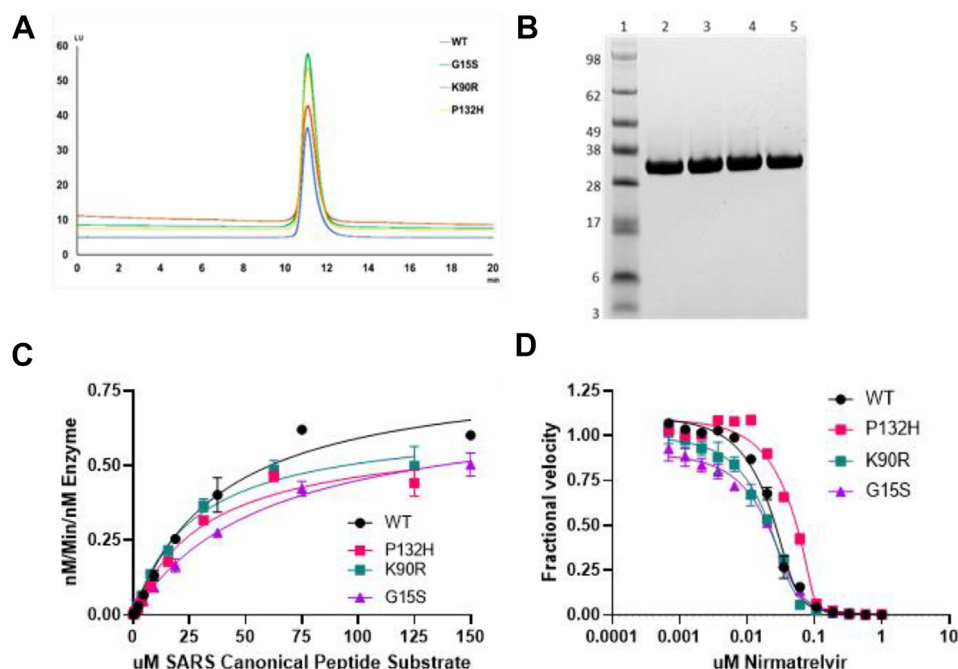 A
LU
60
50
40
30
20
10
0
0 2 4 6 8 10 12 14 16 18 20
min
WT
G15S
K90R
P132H
B
1 2 3 4 5
98
62
49
38
28
17
6
3
C
nM/Min/nM Enzyme
0.75
0.50
0.25
0.00
0 25 50 75 100 125 150
uM SARS Canonical Peptide Substrate
WT
P132H
K90R
G15S
D
Fractional velocity
1.25
1.00
0.75
0.50
0.25
0.00
0.0001 0.001 0.01 0.1 1 10
uM Nirmatrelvir
WT
P132H
K90R
G15S